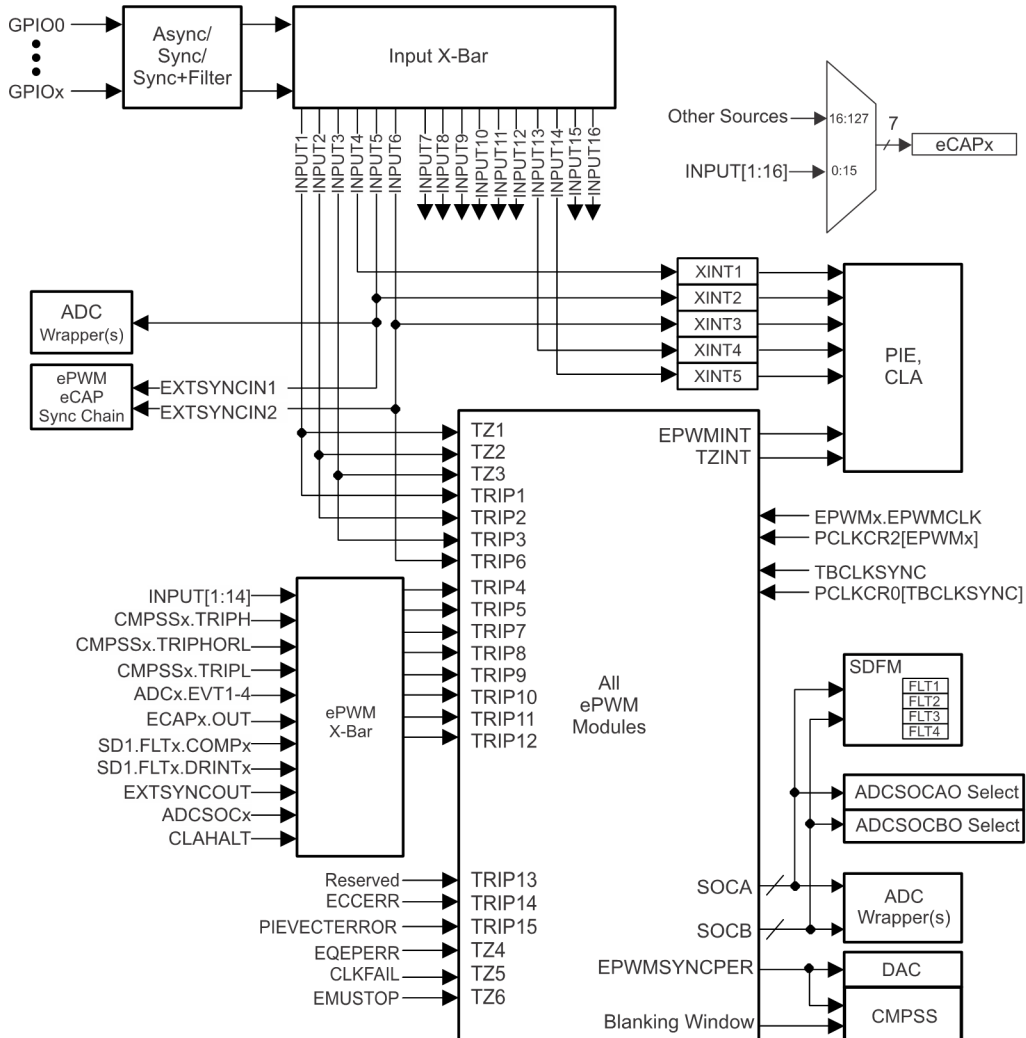 GPIO0
GPIOx
Async/
Sync/
Sync+Filter
Input X-Bar
INPUT1
INPUT2
INPUT3
INPUT4
INPUT5
INPUT6
INPUT7
INPUT8
INPUT9
INPUT10
INPUT11
INPUT12
INPUT13
INPUT14
INPUT15
INPUT16
Other Sources
INPUT[1:16]
16:127
0:15
7
eCAPx
XINT1
XINT2
XINT3
XINT4
XINT5
PIE,
CLA
ADC
Wrapper(s)
ePWM
eCAP
Sync Chain
EXTSYNCIN1
EXTSYNCIN2
TZ1
TZ2
TZ3
TRIP1
TRIP2
TRIP3
TRIP6
TRIP4
TRIP5
TRIP7
TRIP8
TRIP9
TRIP10
TRIP11
TRIP12
EPWMINT
TZINT
EPWMx.EPWMCLK
PCLKCR2[EPWMx]
TBCLKSYNC
PCLKCR0[TBCLKSYNC]
INPUT[1:14]
CMPSSx.TRIPH
CMPSSx.TRIPHORL
CMPSSx.TRIPL
ADCx.EVT1-4
ECAPx.OUT
SD1.FLTx.COMPx
SD1.FLTx.DRINTx
EXTSYNCOUT
ADCSOCx
CLAHALT
ePWM
X-Bar
All
ePWM
Modules
SDFM
FLT1
FLT2
FLT3
FLT4
ADCSOCAO Select
ADCSOCBO Select
Reserved
ECCERR
PIEVECTERROR
EQEPERR
CLKFAIL
EMUSTOP
TRIP13
TRIP14
TRIP15
TZ4
TZ5
TZ6
SOCA
SOCB
EPWMSYNCPER
Blanking Window
ADC
Wrapper(s)
DAC
CMPSS